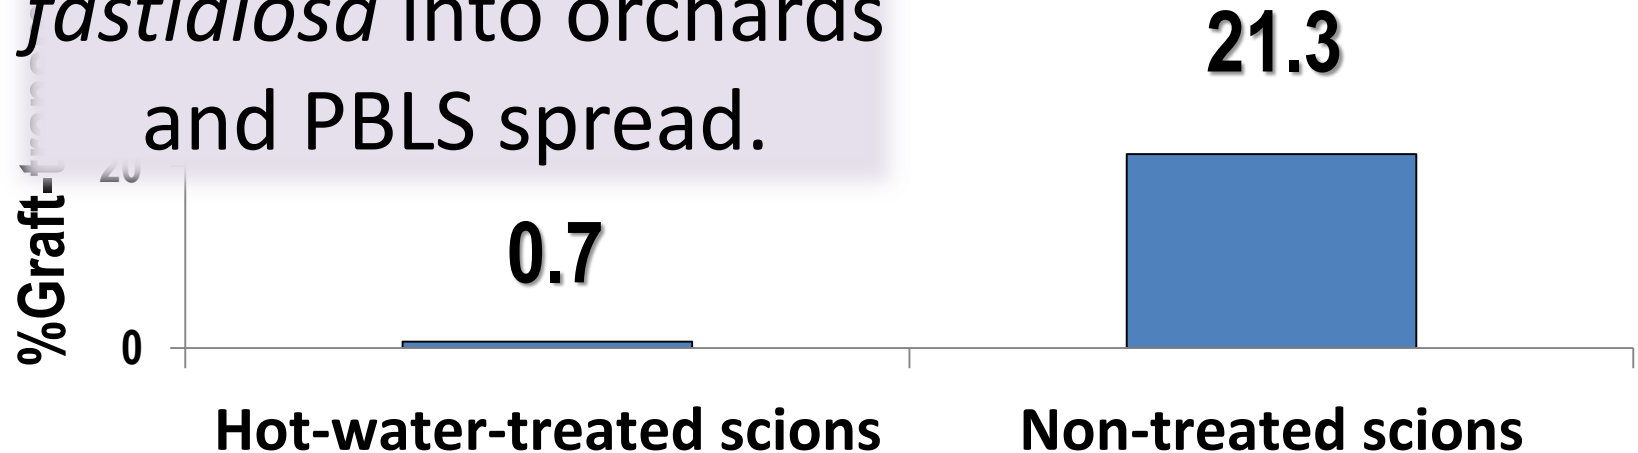 fastidiosa into orchards
and PBLS spread.
21.3
20
0.7
0
%Graft-
Hot-water-treated scions
Non-treated scions